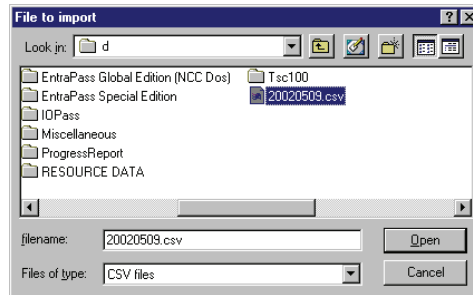 File to import
Look in: d
EntraPass Global Edition (NCC Dos)
EntraPass Special Edition
IOPass
Miscellaneous
ProgressReport
RESOURCE DATA
Tsc100
20020509.csv
filename: 20020509.csv
Open
Files of type: CSV files
Cancel